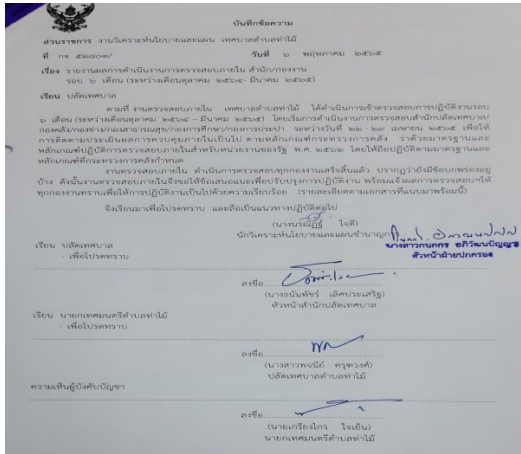 บันทึกข้อความ
ส่วนราชการ งานวิเคราะห์นโยบายและแผน เทศบาลตำบลท่าไม้
ที่ กจ ๕๒๘๐๑/ วันที่ ๖ พฤษภาคม ๒๕๖๕
เรื่อง รายงานผลการดำเนินงานการตรวจสอบภายใน สำนัก/กองงาน
รอบ ๖ เดือน (ระหว่างเดือนตุลาคม ๒๕๖๔- มีนาคม ๒๕๖๕)
เรียน ปลัดเทศบาล
ตามที่ งานตรวจสอบภายใน เทศบาลตำบลท่าไม้ ได้ดำเนินการเข้าตรวจสอบการปฏิบัติงานรอบ
๖ เดือน (ระหว่างเดือนตุลาคม ๒๕๖๔ – มีนาคม ๒๕๖๕) โดยเริ่มการดำเนินงานการตรวจสอบสำนักปลัดเทศบาล/
กองคลัง/กองช่าง/กองสาธารณสุข/กองการศึกษา/กองการประปา ระหว่างวันที่ ๒๒ - ๒๙ เมษายน ๒๕๖๕ เพื่อให้
การติดตามประเมินผลการควบคุมภายในเป็นไป ตามหลักเกณฑ์กระทรวงการคลัง ว่าด้วยมาตรฐานและ
หลักเกณฑ์ปฏิบัติการตรวจสอบภายในสำหรับหน่วยงานของรัฐ พ.ศ. ๒๕๖๒ โดยให้ถือปฏิบัติตามมาตรฐานและ
หลักเกณฑ์ที่กระทรวงการคลังกำหนด
งานตรวจสอบภายใน ดำเนินการตรวจสอบทุกกองงานเสร็จสิ้นแล้ว ปรากฏว่ายังมีข้อบกพร่องอยู่
บ้าง ดังนั้นงานตรวจสอบภายในจึงขอให้ข้อเสนอแนะเพื่อปรับปรุงการปฏิบัติงาน พร้อมแจ้งผลการตรวจสอบมาให้
ทุกกองงานทราบเพื่อให้การปฏิบัติงานเป็นไปด้วยความเรียบร้อย (รายละเอียดตามเอกสารที่แนบมาพร้อมนี้)
จึงเรียนมาเพื่อโปรดทราบ และถือเป็นแนวทางปฏิบัติต่อไป
ใจดี)
นักวิเคราะห์นโยบายและแผนชำนาญการ
นางสาวกนกกร อภิวัฒนปัญญา
หัวหน้าฝ่ายปกครอง
เรียน ปลัดเทศบาล
- เพื่อโปรดทราบ
ลงชื่อ
(นางธนันพัชร์ เลิศประเสริฐ)
หัวหน้าสำนักปลัดเทศบาล
เรียน นายกเทศมนตรีตำบลท่าไม้
- เพื่อโปรดทราบ
ลงชื่อ
(นางสาวพจนีย์ ครุฑวงศ์)
ปลัดเทศบาลตำบลท่าไม้
ความเห็นผู้บังคับบัญชา
ลงชื่อ
(นายเกรียงไกร ใจเย็น)
นายกเทศมนตรีตำบลท่าไม้